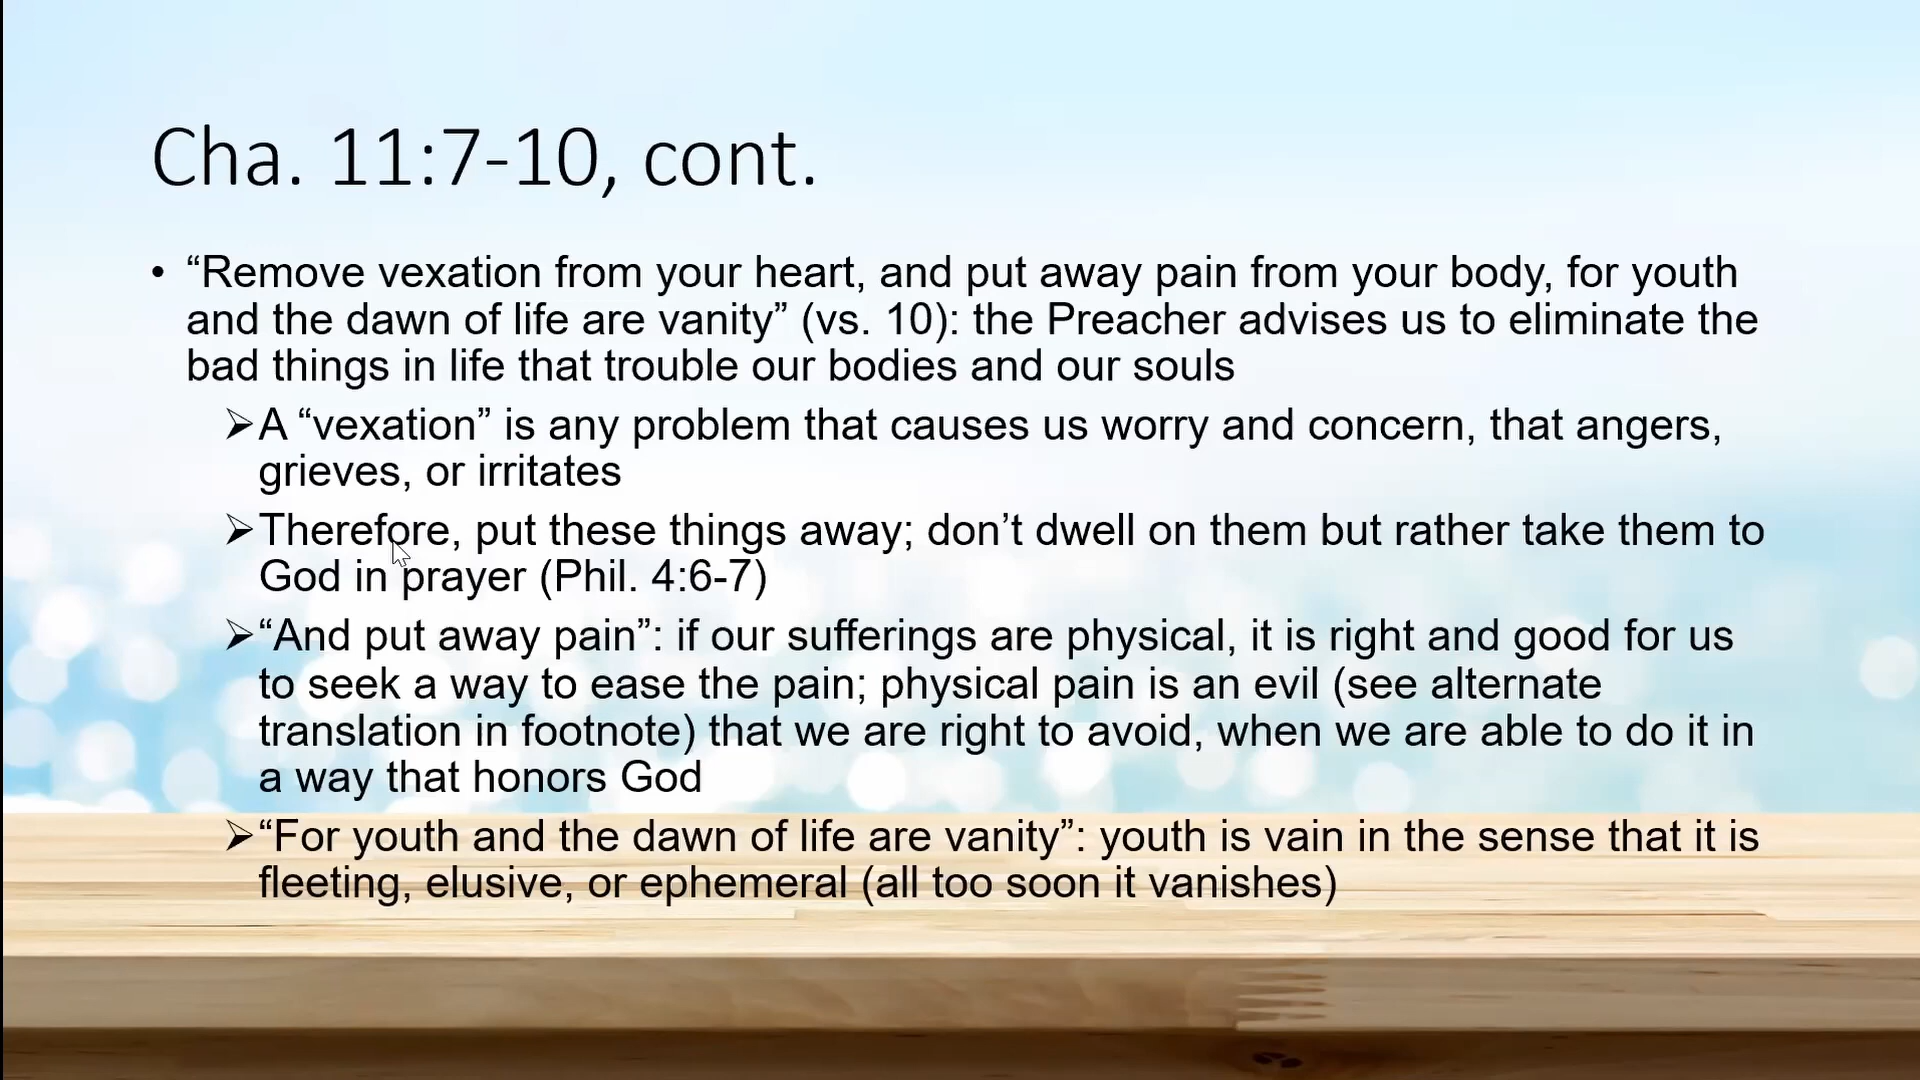 Cha. 11:7-10, cont.
• “Remove vexation from your heart, and put away pain from your body, for youth
and the dawn of life are vanity” (vs. 10): the Preacher advises us to eliminate the
bad things in life that trouble our bodies and our souls
➢A “vexation” is any problem that causes us worry and concern, that angers,
grieves, or irritates
➢Therefore, put these things away; don’t dwell on them but rather take them to
God in prayer (Phil. 4:6-7)
➢“And put away pain”: if our sufferings are physical, it is right and good for us
to seek a way to ease the pain; physical pain is an evil (see alternate
translation in footnote) that we are right to avoid, when we are able to do it in
a way that honors God
➢“For youth and the dawn of life are vanity”: youth is vain in the sense that it is
fleeting, elusive, or ephemeral (all too soon it vanishes)